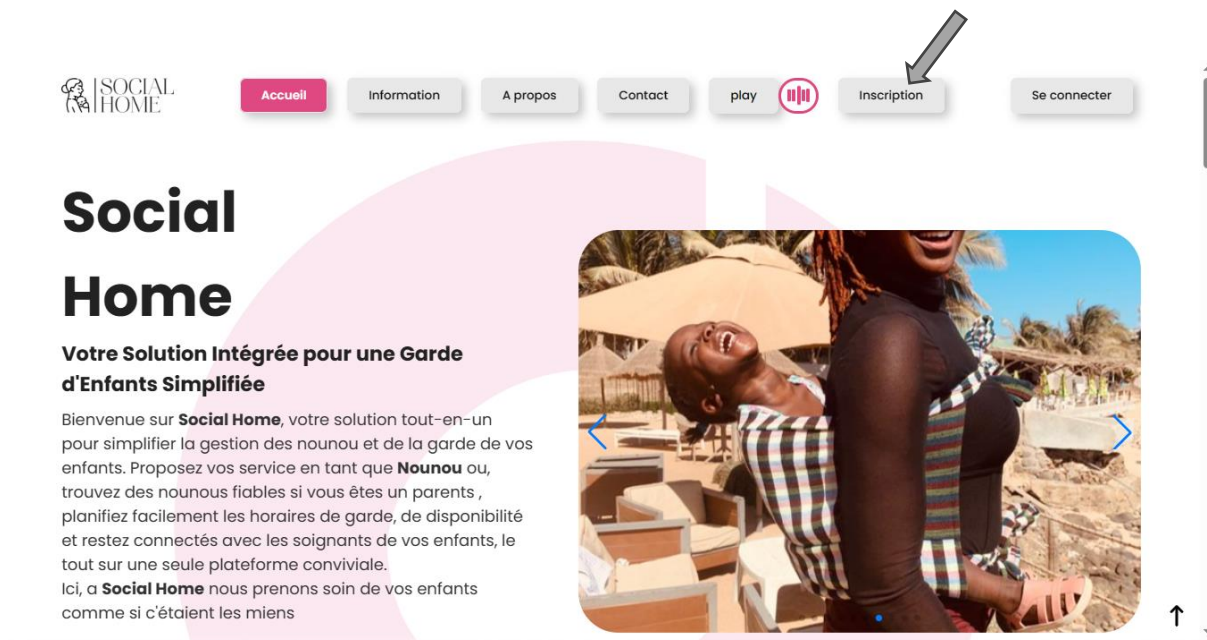 SOCIAL
HOME
Accueil
Information
A propos
Contact
play
Inscription
Se connecter
Social
Home
Votre Solution Intégrée pour une Garde
d'Enfants Simplifiée
Bienvenue sur Social Home, votre solution tout-en-un
pour simplifier la gestion des nounou et de la garde de vos
enfants. Proposez vos service en tant que Nounou ou,
trouvez des nounous fiables si vous êtes un parents ,
planifiez facilement les horaires de garde, de disponibilité
et restez connectés avec les soignants de vos enfants, le
tout sur une seule plateforme conviviale.
Ici, a Social Home nous prenons soin de vos enfants
comme si c'étaient les miens